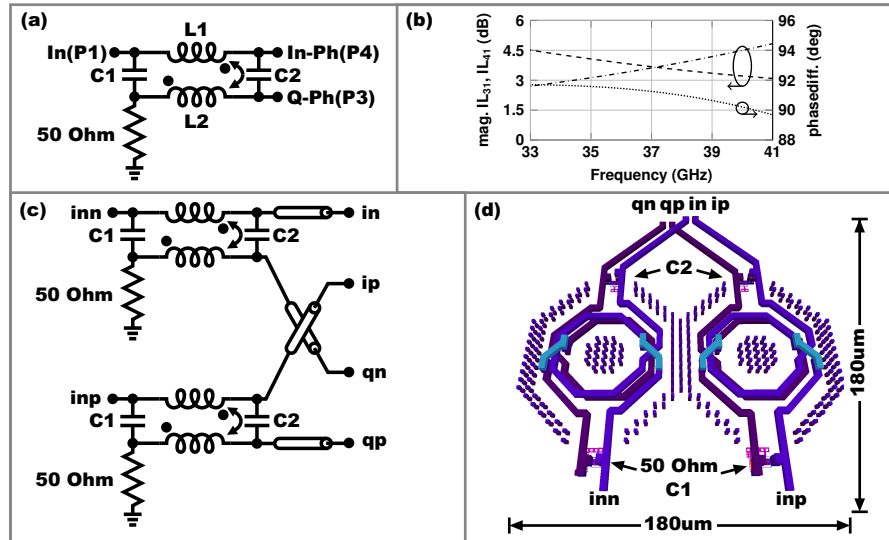 (a)
L1
In(P1)
In-Ph(P4)
C1
C2
Q-Ph(P3)
L2
50 Ohm
(b)
mag. IL31, IL41 (dB)
6
4.5
3
1.5
0
96
94
92
90
88
phasediff. (deg)
33
35
37
39
41
Frequency (GHz)
(c)
inn
in
C1
C2
50 Ohm
ip
qn
inp
C1
C2
qp
50 Ohm
(d)
qn qp in ip
C2
50 Ohm
C1
inn
inp
180um
180um